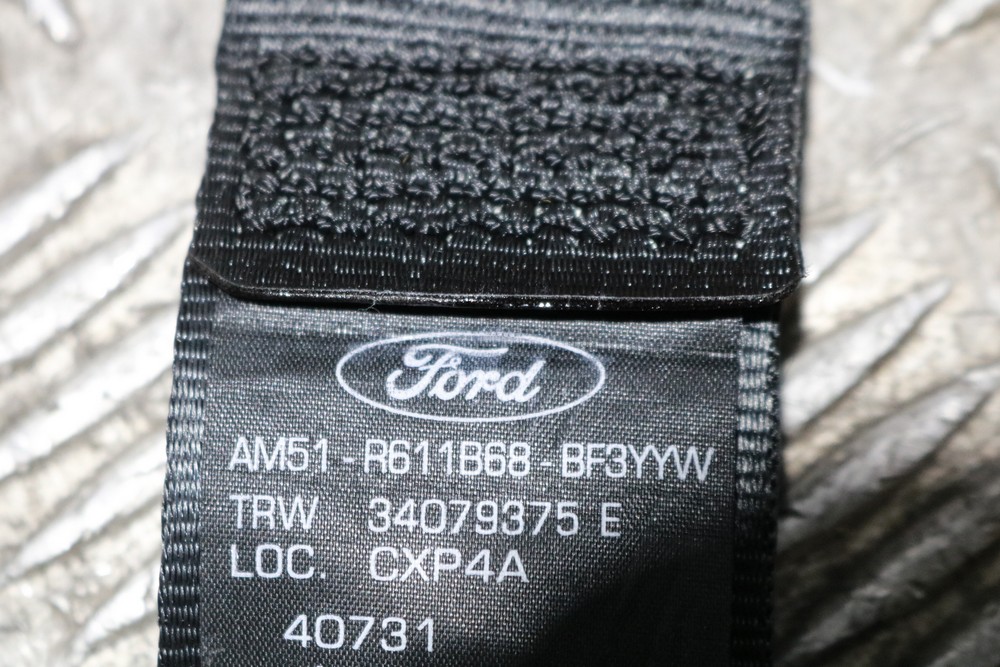 Ford
AM51-R611B68-BF3YYW
TRW 34079375 E
LOC. CXP4A
40731